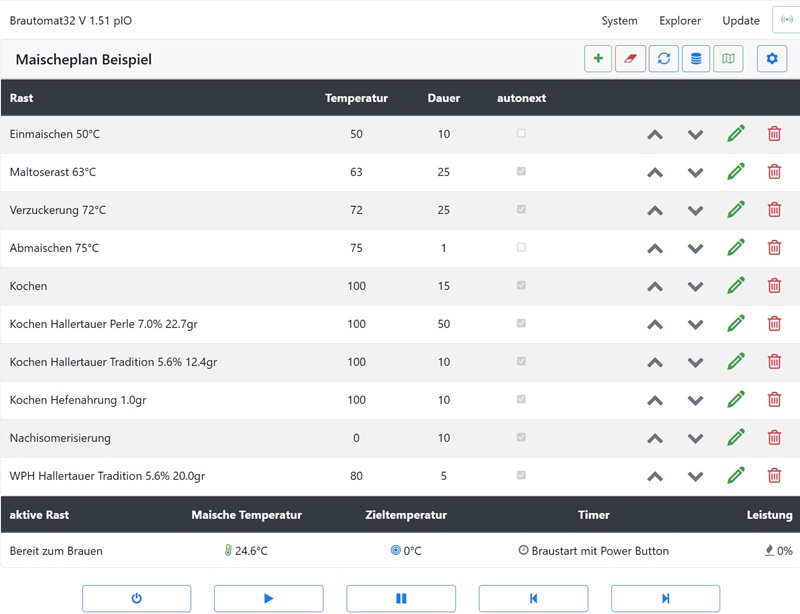 Brautomat32 V 1.51 pIO System Explorer Update
Maischeplan Beispiel
Rast Temperatur Dauer autonext
Einmaischen 50°C 50 10
Maltoserast 63°C 63 25
Verzuckerung 72°C 72 25
Abmaischen 75°C 75 1
Kochen 100 15
Kochen Hallertauer Perle 7.0% 22.7gr 100 50
Kochen Hallertauer Tradition 5.6% 12.4gr 100 10
Kochen Hefenahrung 1.0gr 100 10
Nachisomerisierung 0 10
WPH Hallertauer Tradition 5.6% 20.0gr 80 5
aktive Rast Maische Temperatur Zieltemperatur Timer Leistung
Bereit zum Brauen 24.6°C 0°C Braustart mit Power Button 0%